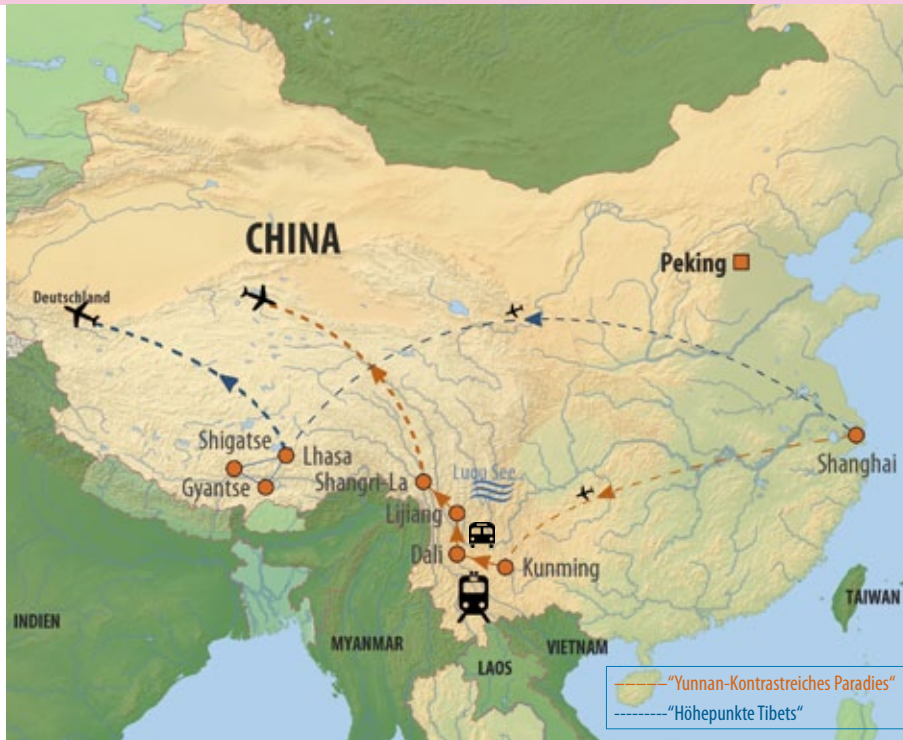 CHINA
Peking
Deutschland
Shigatse
Lhasa
Gyantse
Shangri-La
Lugu See
Shanghai
Lijiang
Dali
Kunming
TAIWAN
INDIEN
MYANMAR
VIETNAM
LAOS
"Yunnan-Kontrastreiches Paradies"
"Höhepunkte Tibets"